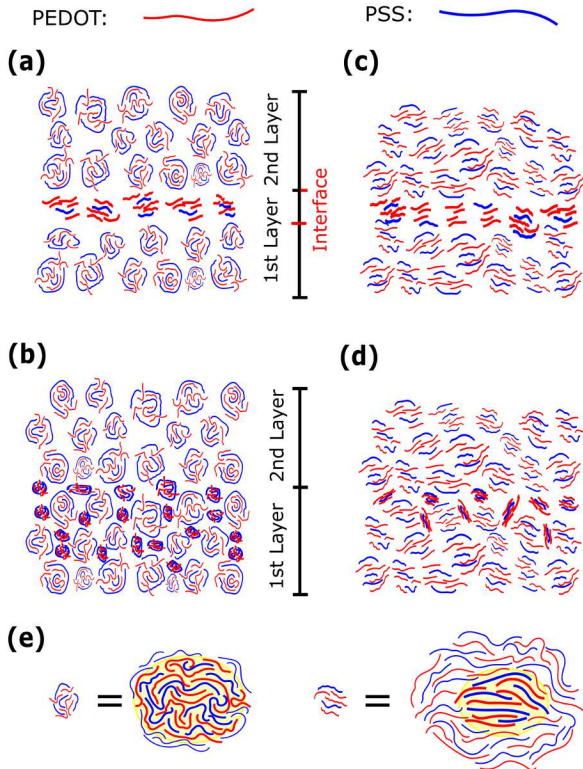 PEDOT: PSS:
(a) (c)
2nd Layer
Interface
1st Layer
(b) (d)
2nd Layer
1st Layer
(e)
= =